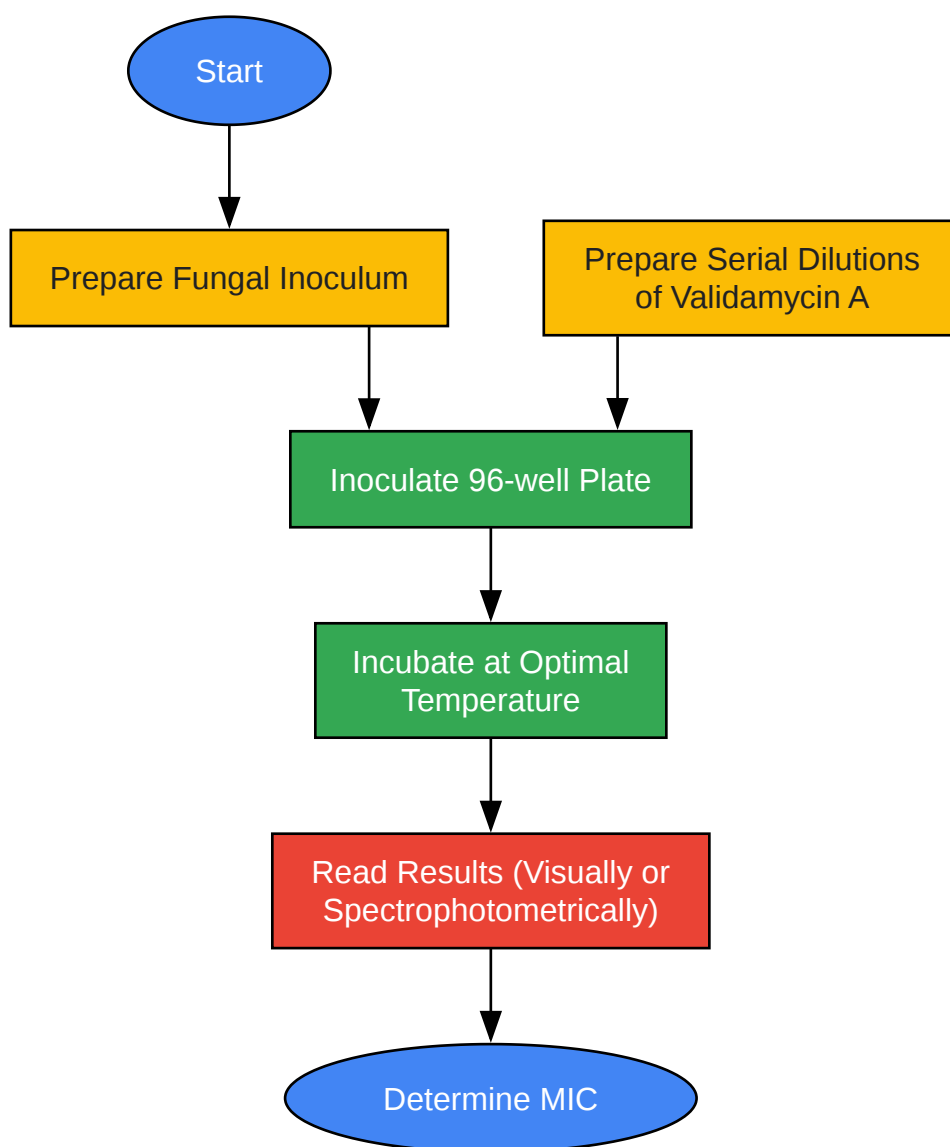 Start
Prepare Fungal Inoculum
Prepare Serial Dilutions
of Validamycin A
Inoculate 96-well Plate
Incubate at Optimal
Temperature
Read Results (Visually or
Spectrophotometrically)
Determine MIC